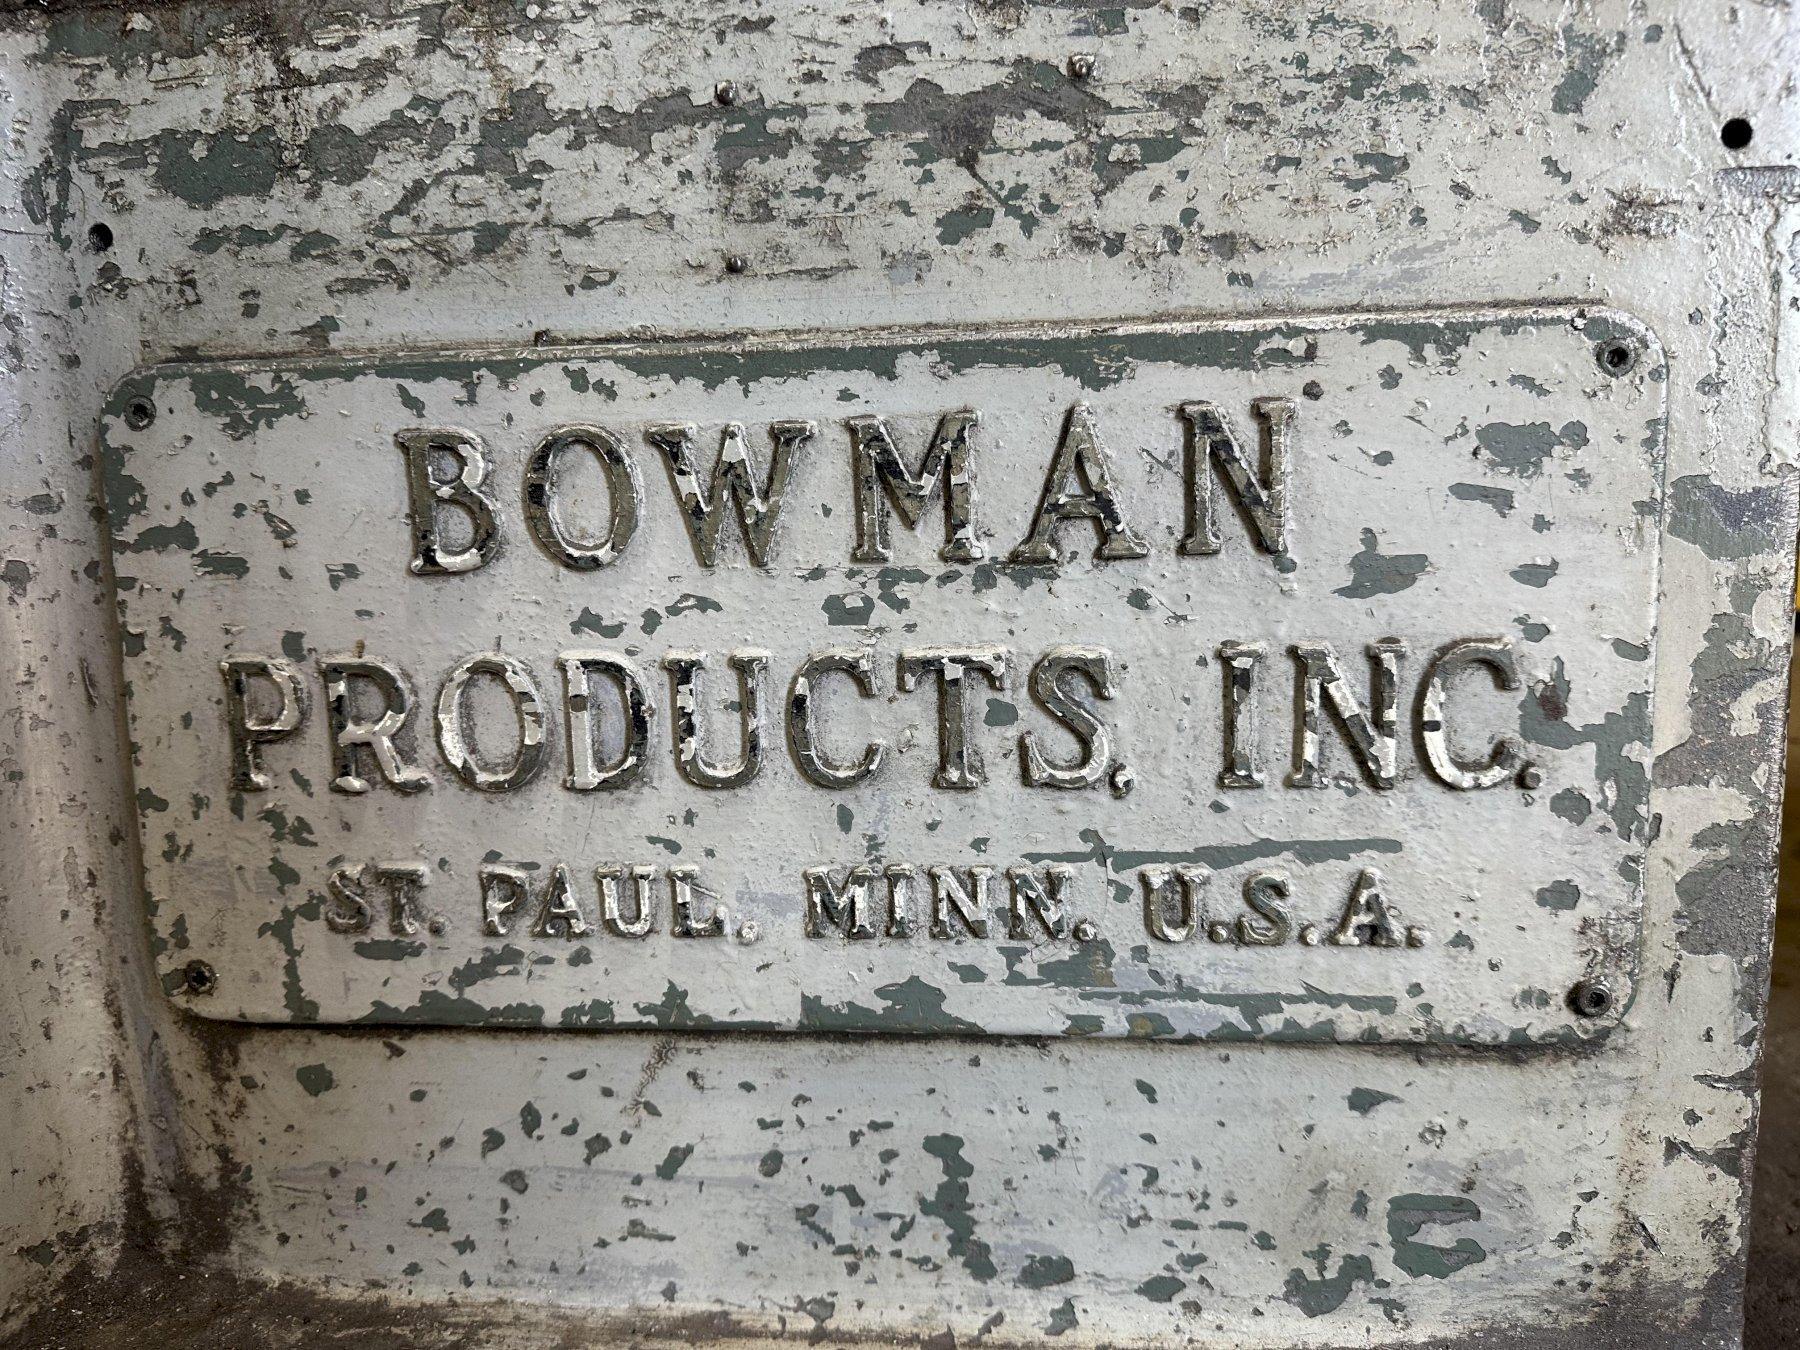 BOWMAN
PRODUCTS, INC.
ST. PAUL. MINN. U.S.A.